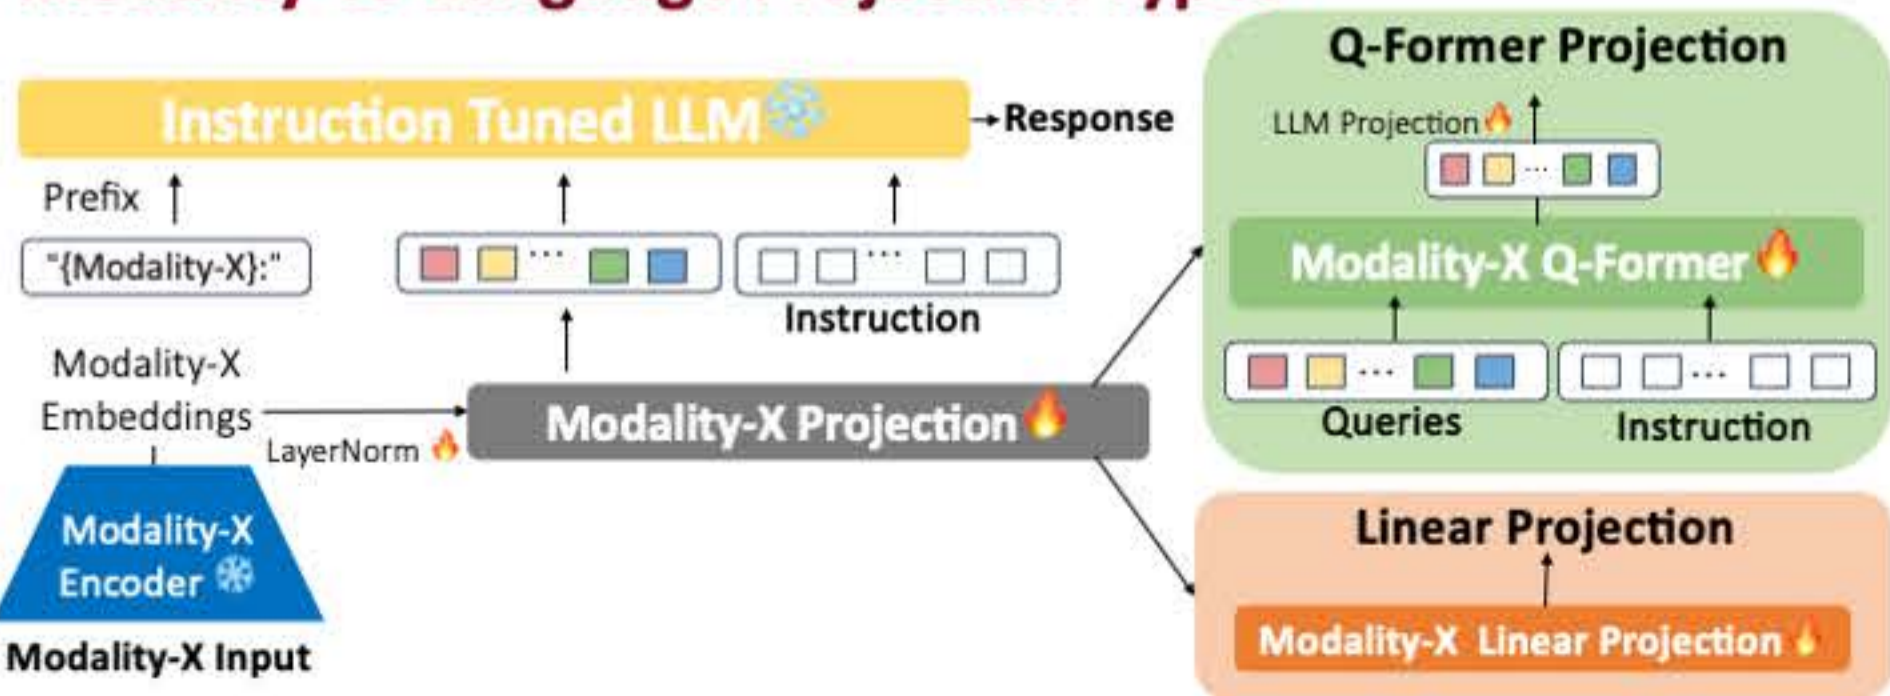 Instruction Tuned LLM
Response
Prefix
"{Modality-X}:"
...
...
Instruction
Modality-X
Embeddings
LayerNorm
Modality-X Projection
Modality-X
Encoder
Modality-X Input
Q-Former Projection
LLM Projection
...
Modality-X Q-Former
...
...
Queries
Instruction
Linear Projection
Modality-X Linear Projection